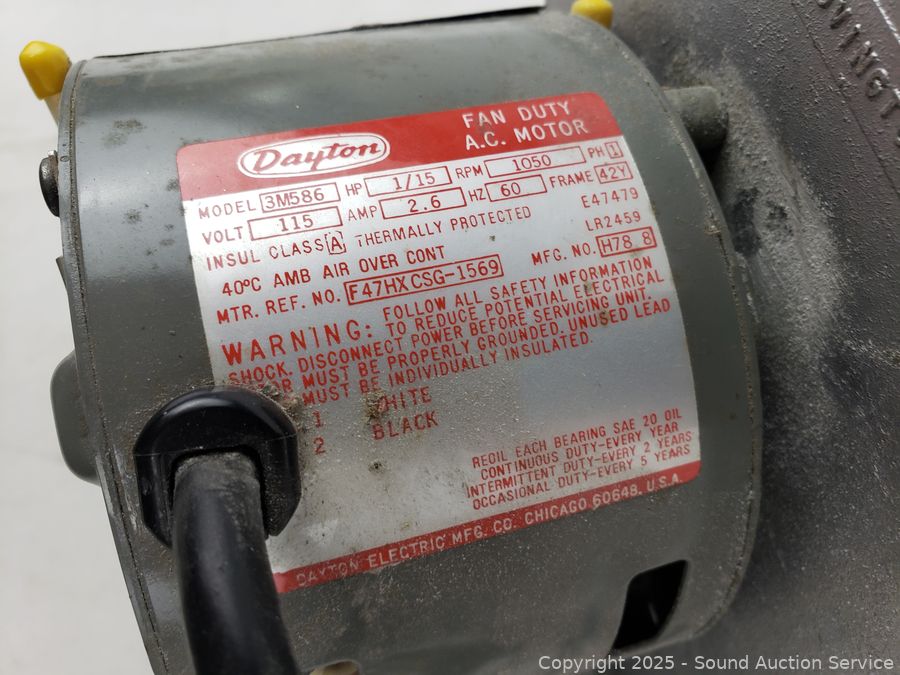 Dayton
FAN DUTY
A.C. MOTOR
MODEL 3M586 HP 1/15 RPM 1050 PH 1
VOLT 115 AMP 2.6 HZ 60 FRAME 42Y
INSUL CLASS A THERMALLY PROTECTED E47479
40°C AMB AIR OVER CONT LR2459
MTR. REF. NO. F47HXCSG-1569 MFG. NO. H78 8
WARNING: FOLLOW ALL SAFETY INFORMATION
TO REDUCE POTENTIAL ELECTRICAL
SHOCK. DISCONNECT POWER BEFORE SERVICING UNIT.
MUST BE PROPERLY GROUNDED. UNUSED LEAD
MUST BE INDIVIDUALLY INSULATED.
1 WHITE
2 BLACK
REOIL EACH BEARING SAE 20 OIL
CONTINUOUS DUTY-EVERY YEAR
INTERMITTENT DUTY-EVERY 2 YEARS
OCCASIONAL DUTY-EVERY 5 YEARS
DAYTON ELECTRIC MFG. CO. CHICAGO 60648, U.S.A.
Copyright 2025 - Sound Auction Service